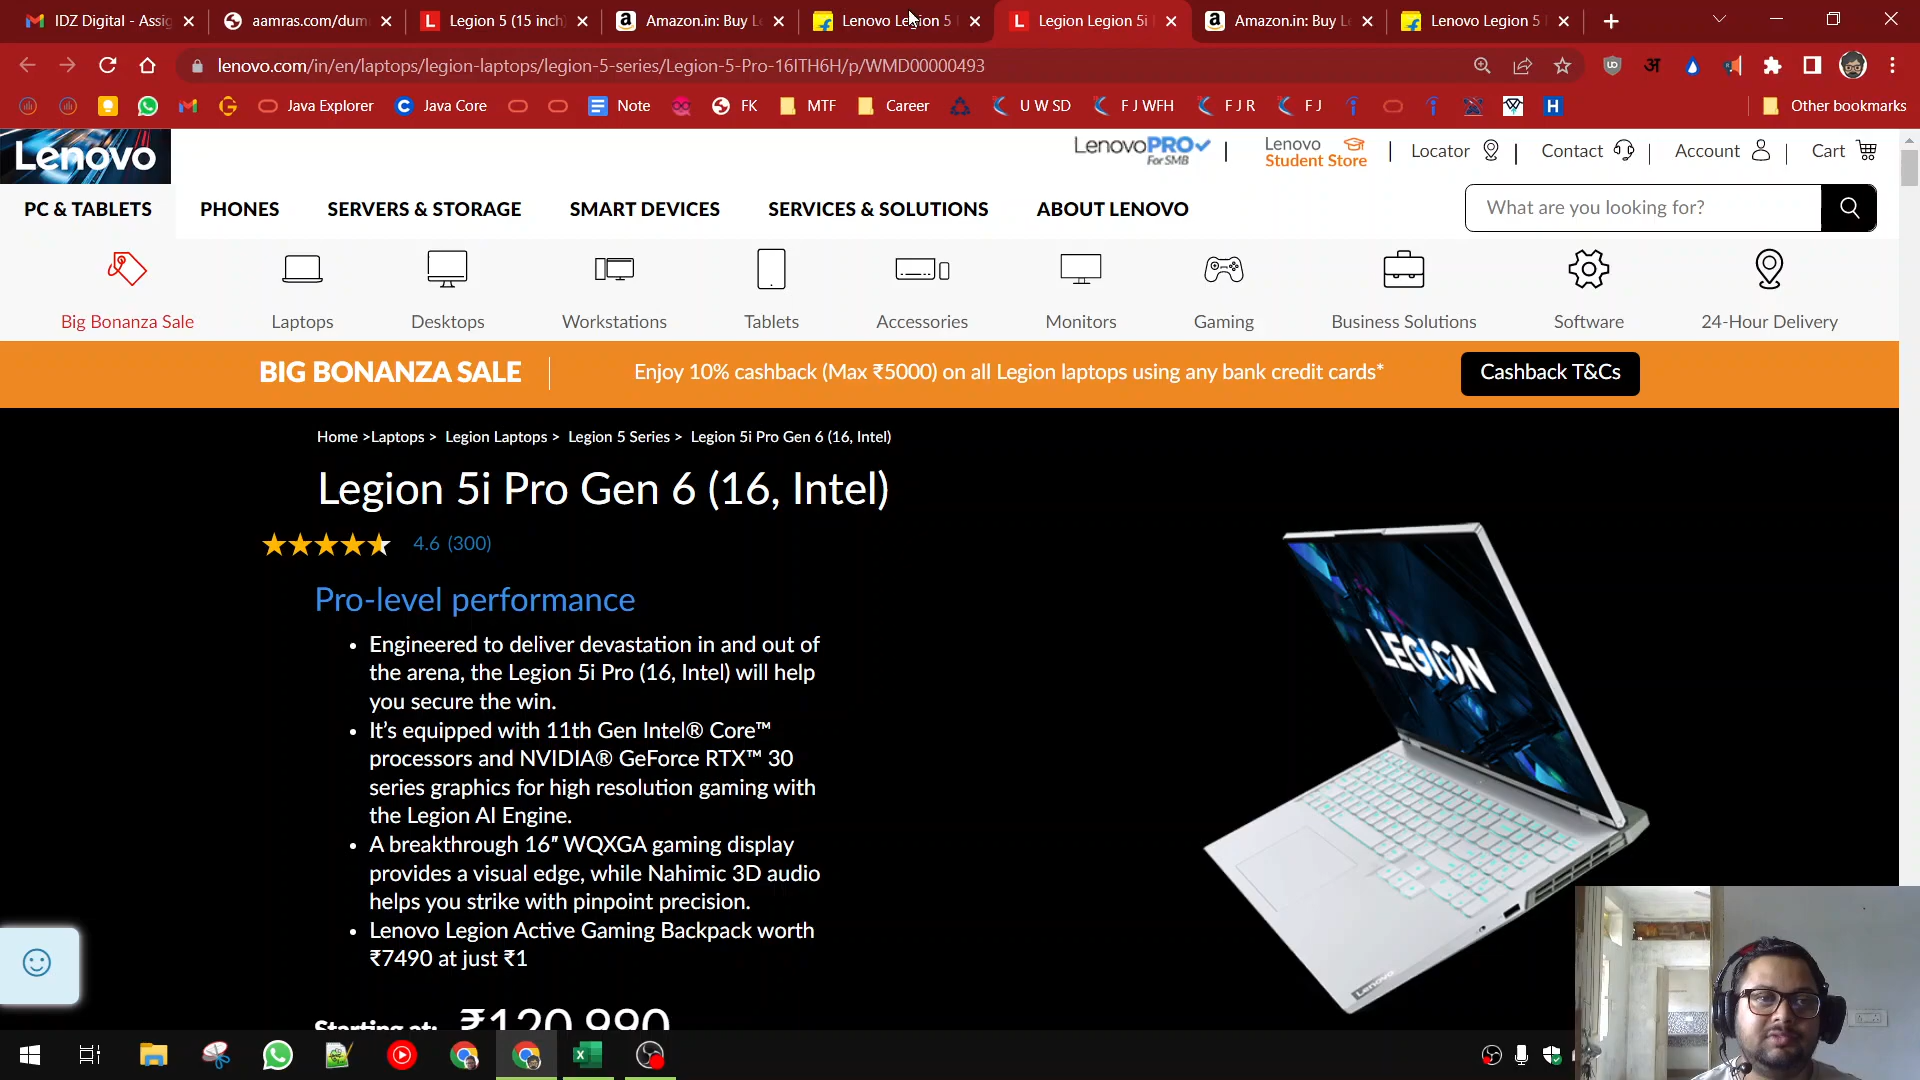 IDZ Digital - Assig
aamras.com/dum
Legion 5 (15 inch)
Amazon.in: Buy Le
Lenovo Legion 5
Legion Legion 5i
Amazon.in: Buy Le
Lenovo Legion 5
lenovo.com/in/en/laptops/legion-laptops/legion-5-series/Legion-5-Pro-16ITH6H/p/WMD00000493
Java Explorer
Java Core
Note
FK
MTF
Career
U W SD
F J WFH
F J R
F J
Other bookmarks
Lenovo
LenovoPRO
For SMB
Lenovo
Student Store
Locator
Contact
Account
Cart
PC & TABLETS
PHONES
SERVERS & STORAGE
SMART DEVICES
SERVICES & SOLUTIONS
ABOUT LENOVO
What are you looking for?
Big Bonanza Sale
Laptops
Desktops
Workstations
Tablets
Accessories
Monitors
Gaming
Business Solutions
Software
24-Hour Delivery
BIG BONANZA SALE
Enjoy 10% cashback (Max ₹5000) on all Legion laptops using any bank credit cards*
Cashback T&Cs
Home >Laptops > Legion Laptops > Legion 5 Series > Legion 5i Pro Gen 6 (16, Intel)
Legion 5i Pro Gen 6 (16, Intel)
4.6 (300)
Pro-level performance
• Engineered to deliver devastation in and out of
the arena, the Legion 5i Pro (16, Intel) will help
you secure the win.
• It’s equipped with 11th Gen Intel® Core™
processors and NVIDIA® GeForce RTX™ 30
series graphics for high resolution gaming with
the Legion AI Engine.
• A breakthrough 16″ WQXGA gaming display
provides a visual edge, while Nahimic 3D audio
helps you strike with pinpoint precision.
• Lenovo Legion Active Gaming Backpack worth
₹7490 at just ₹1
Starting at: ₹120,990
LEGION
Lenovo